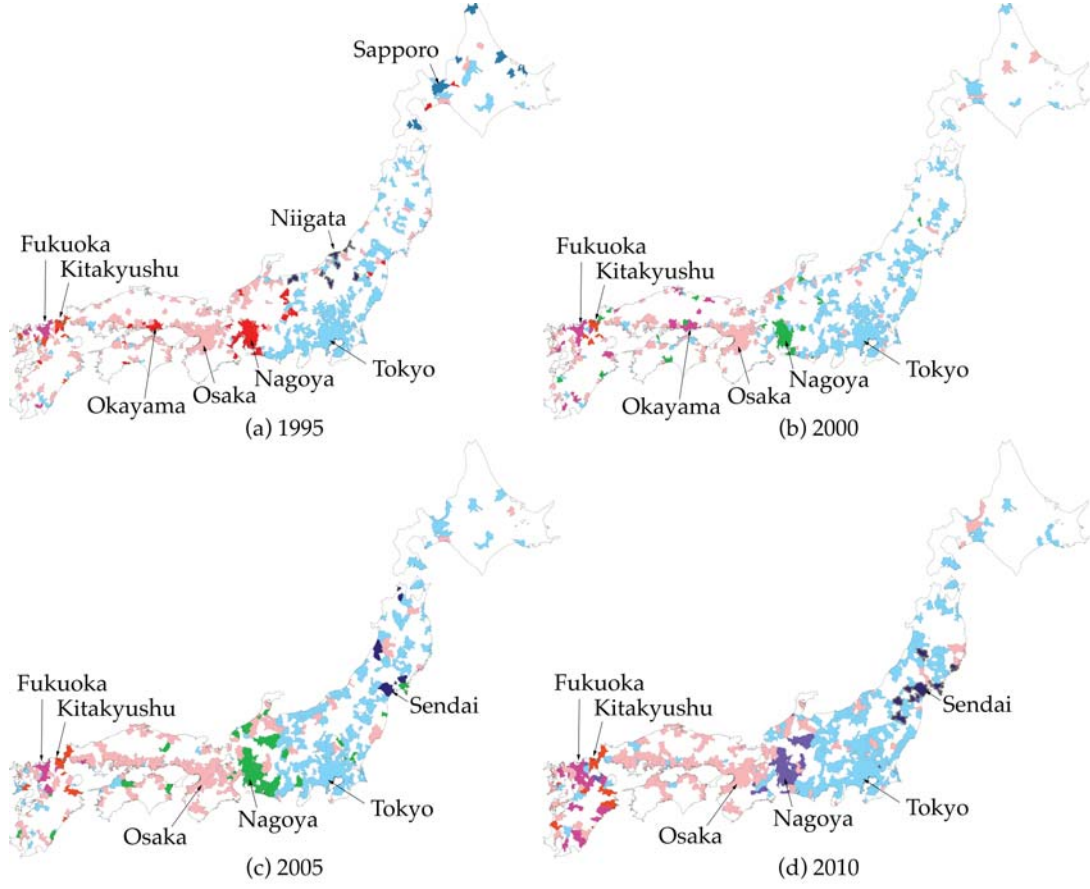 Sapporo
Niigata
Fukuoka
Kitakyushu
Tokyo
Nagoya
Osaka
Okayama
(a) 1995
Fukuoka
Kitakyushu
Tokyo
Nagoya
Osaka
Okayama
(b) 2000
Fukuoka
Kitakyushu
Sendai
Tokyo
Nagoya
Osaka
(c) 2005
Fukuoka
Kitakyushu
Sendai
Tokyo
Nagoya
Osaka
(d) 2010